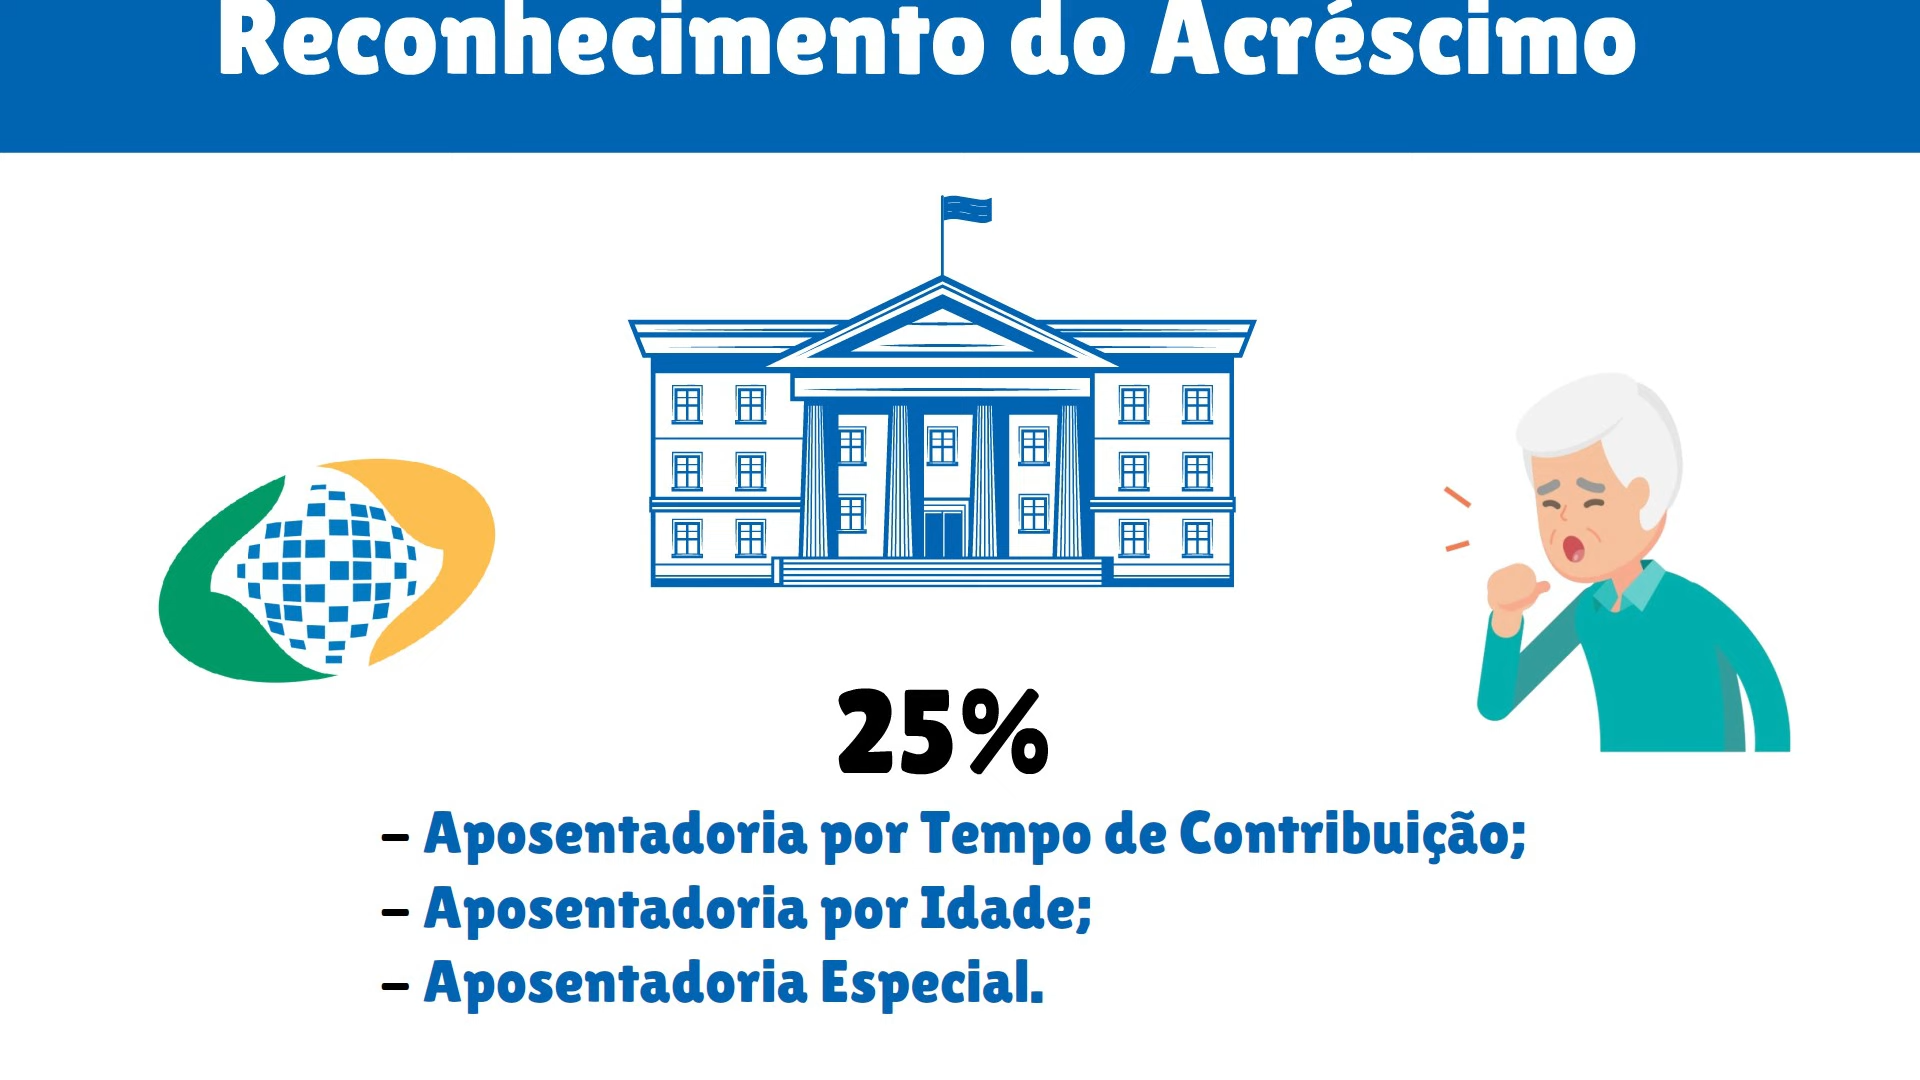 Reconhecimento do Acréscimo
25%
- Aposentadoria por Tempo de Contribuição;
- Aposentadoria por Idade;
- Aposentadoria Especial.